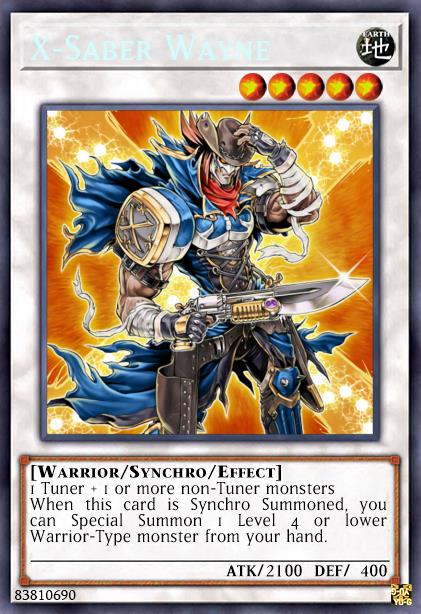 X-Saber Wayne
EARTH
地
[Warrior/Synchro/Effect]
1 Tuner + 1 or more non-Tuner monsters
When this card is Synchro Summoned, you
can Special Summon 1 Level 4 or lower
Warrior-Type monster from your hand.
ATK/2100 DEF/ 400
83810690